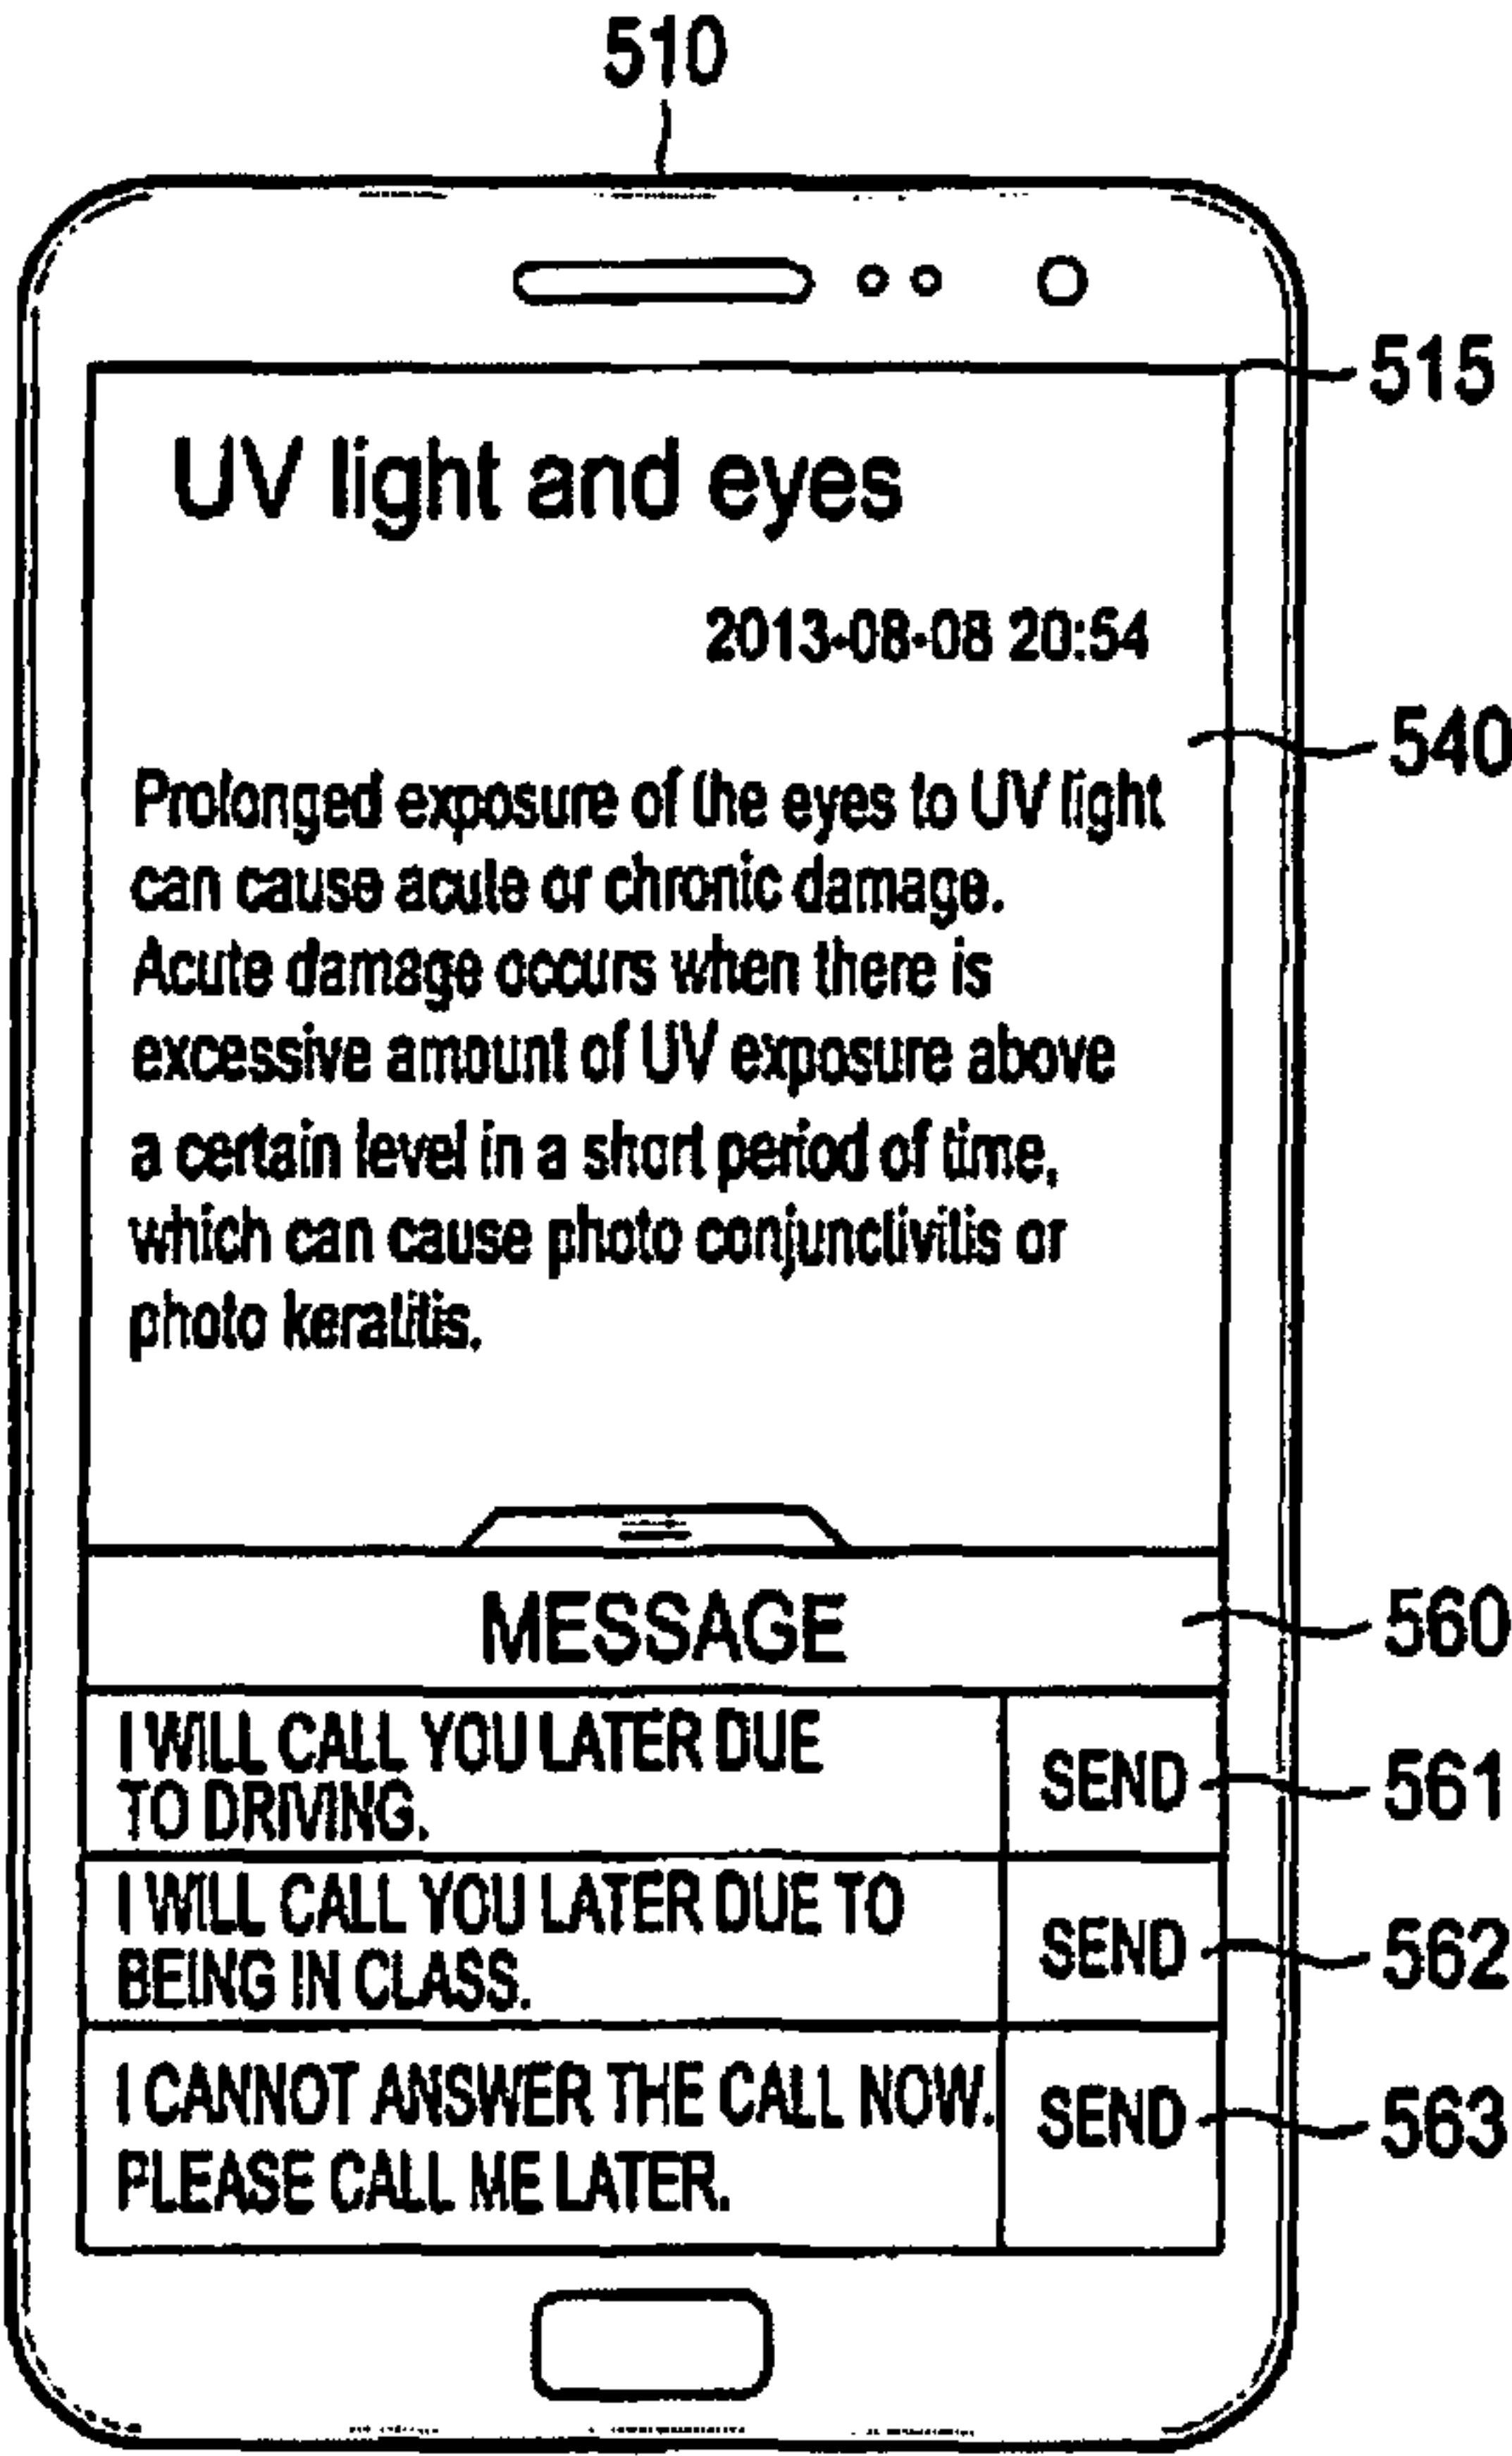 510
515
UV light and eyes
2013-08-08 20:54
540
Prolonged exposure of the eyes to UV light
can cause acute or chronic damage.
Acute damage occurs when there is
excessive amount of UV exposure above
a certain level in a short period of time,
which can cause photo conjunctivitis or
photo keratitis.
MESSAGE
560
I WILL CALL YOU LATER DUE
TO DRIVING.
SEND
561
I WILL CALL YOU LATER DUE TO
BEING IN CLASS.
SEND
562
I CANNOT ANSWER THE CALL NOW.
PLEASE CALL ME LATER.
SEND
563